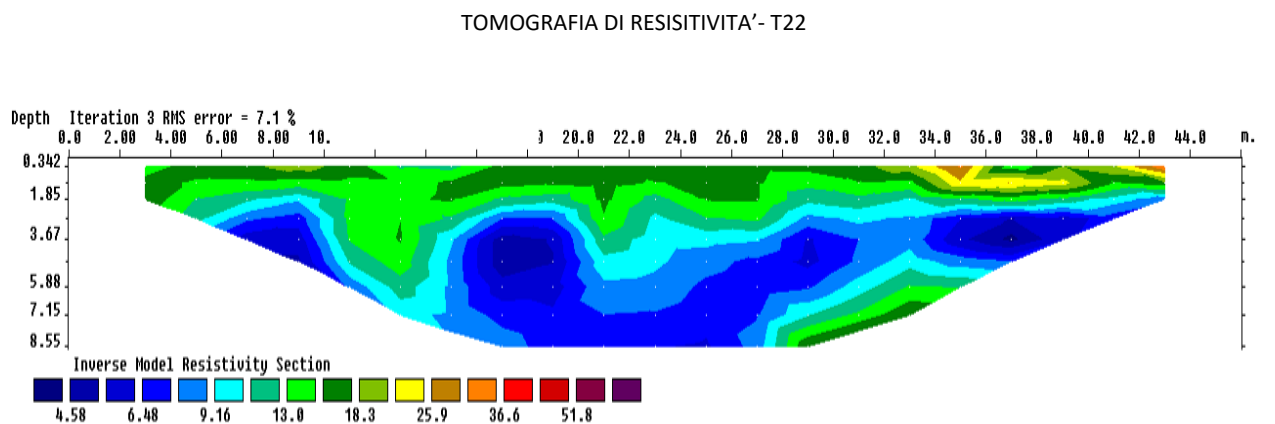 TOMOGRAFIA DI RESISITIVITA’- T22
Depth Iteration 3 RMS error = 7.1 %
0.0 2.00 4.00 6.00 8.00 10. 20.0 22.0 24.0 26.0 28.0 30.0 32.0 34.0 36.0 38.0 40.0 42.0 44.0 m.
0.342
1.85
3.67
5.88
7.15
8.55
Inverse Model Resistivity Section
4.58 6.48 9.16 13.0 18.3 25.9 36.6 51.8